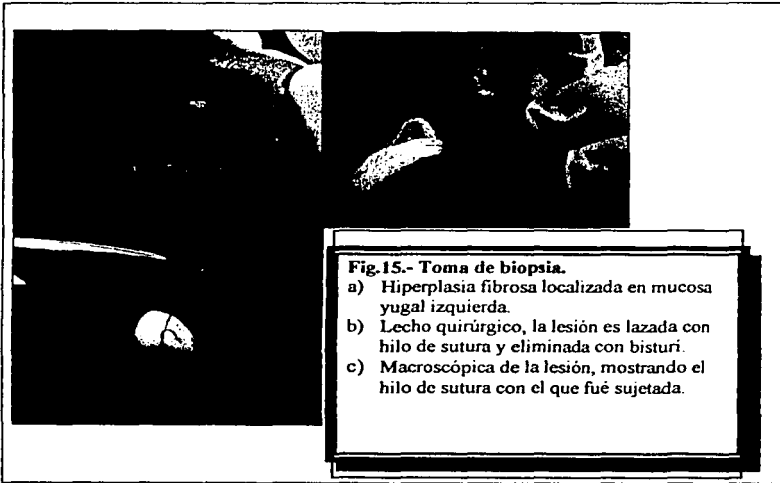 Fig.15.- Toma de biopsia.
a) Hiperplasia fibrosa localizada en mucosa
yugal izquierda.
b) Lecho quirúrgico, la lesión es lazada con
hilo de sutura y eliminada con bisturí.
c) Macroscópica de la lesión, mostrando el
hilo de sutura con el que fué sujetada.